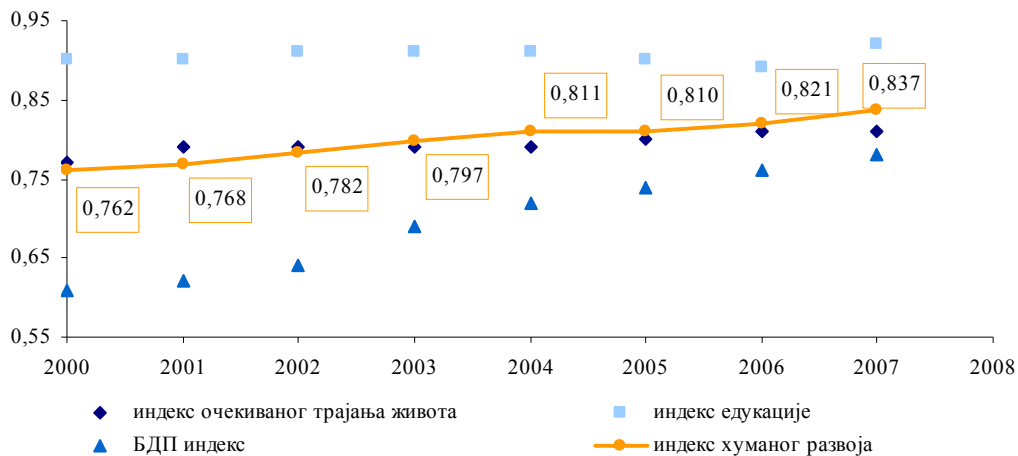 0,95
0,85
0,75
0,65
0,55
0,762
0,768
0,782
0,797
0,811
0,810
0,821
0,837
2000 2001 2002 2003 2004 2005 2006 2007 2008
индекс очекиваног трајања живота
индекс едукације
БДП индекс
индекс хуманог развоја